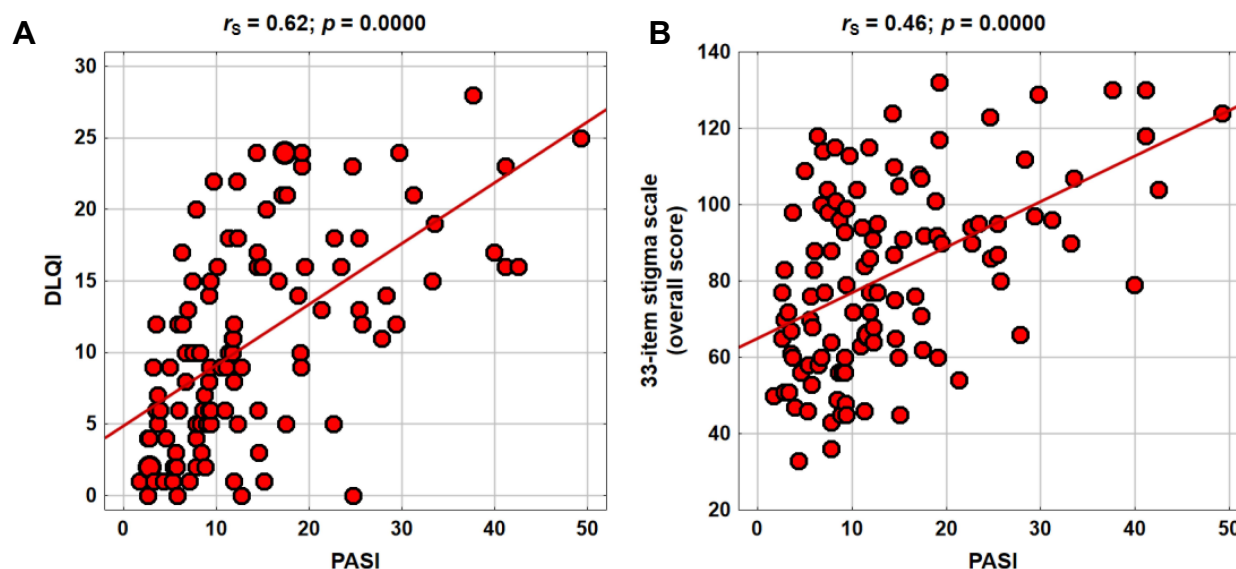 A
r_S = 0.62; p = 0.0000
30
25
20
15
10
5
0
DLQI
0 10 20 30 40 50
PASI
B
r_S = 0.46; p = 0.0000
140
120
100
80
60
40
20
33-item stigma scale
(overall score)
0 10 20 30 40 50
PASI